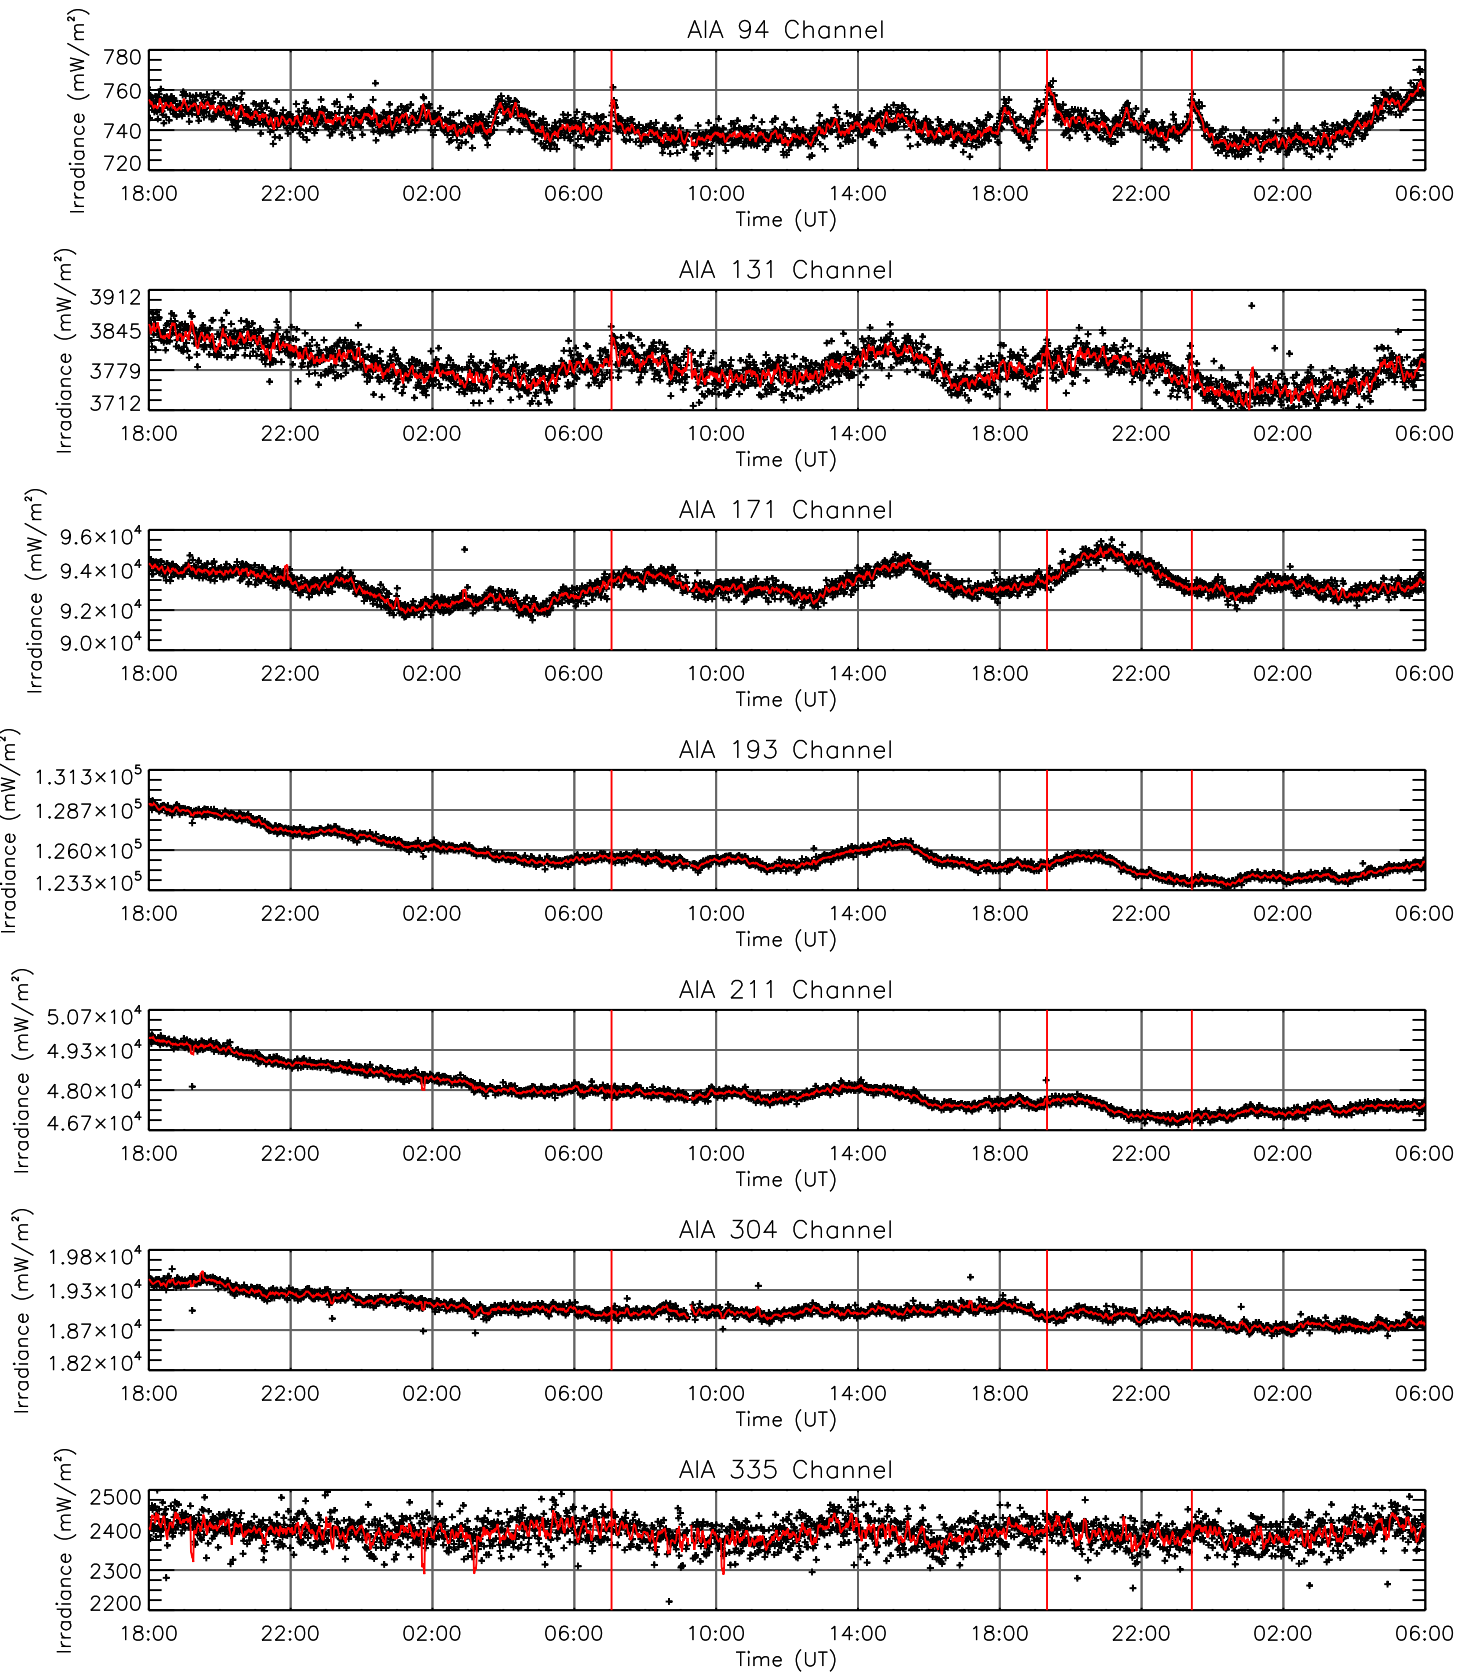 AIA 94 Channel
Irradiance (mW/m²)
780
760
740
720
18:00 22:00 02:00 06:00 10:00 14:00 18:00 22:00 02:00 06:00
Time (UT)
AIA 131 Channel
Irradiance (mW/m²)
3912
3845
3779
3712
18:00 22:00 02:00 06:00 10:00 14:00 18:00 22:00 02:00 06:00
Time (UT)
AIA 171 Channel
Irradiance (mW/m²)
9.6×10⁴
9.4×10⁴
9.2×10⁴
9.0×10⁴
18:00 22:00 02:00 06:00 10:00 14:00 18:00 22:00 02:00 06:00
Time (UT)
AIA 193 Channel
Irradiance (mW/m²)
1.313×10⁵
1.287×10⁵
1.260×10⁵
1.233×10⁵
18:00 22:00 02:00 06:00 10:00 14:00 18:00 22:00 02:00 06:00
Time (UT)
AIA 211 Channel
Irradiance (mW/m²)
5.07×10⁴
4.93×10⁴
4.80×10⁴
4.67×10⁴
18:00 22:00 02:00 06:00 10:00 14:00 18:00 22:00 02:00 06:00
Time (UT)
AIA 304 Channel
Irradiance (mW/m²)
1.98×10⁴
1.93×10⁴
1.87×10⁴
1.82×10⁴
18:00 22:00 02:00 06:00 10:00 14:00 18:00 22:00 02:00 06:00
Time (UT)
AIA 335 Channel
Irradiance (mW/m²)
2500
2400
2300
2200
18:00 22:00 02:00 06:00 10:00 14:00 18:00 22:00 02:00 06:00
Time (UT)